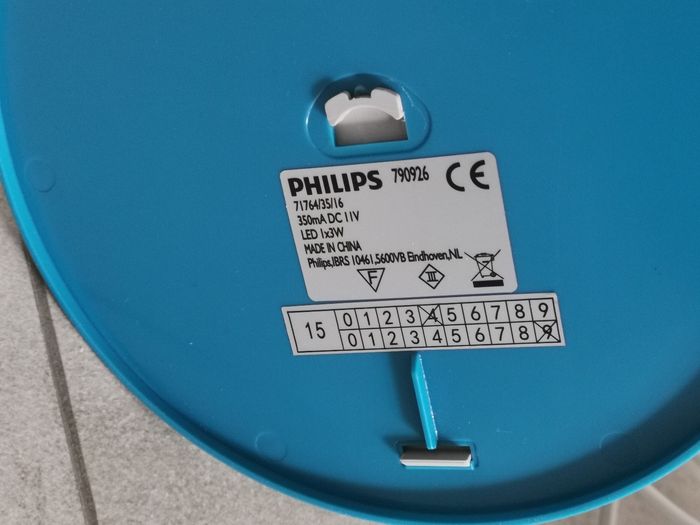 PHILIPS 790926 CE
71764/35/16
350mA DC 11V
LED 1x3W
MADE IN CHINA
Philips,IBRS 10461,5600VB Eindhoven,NL
F III
15 0 1 2 3 4 5 6 7 8 9
0 1 2 3 4 5 6 7 8 9